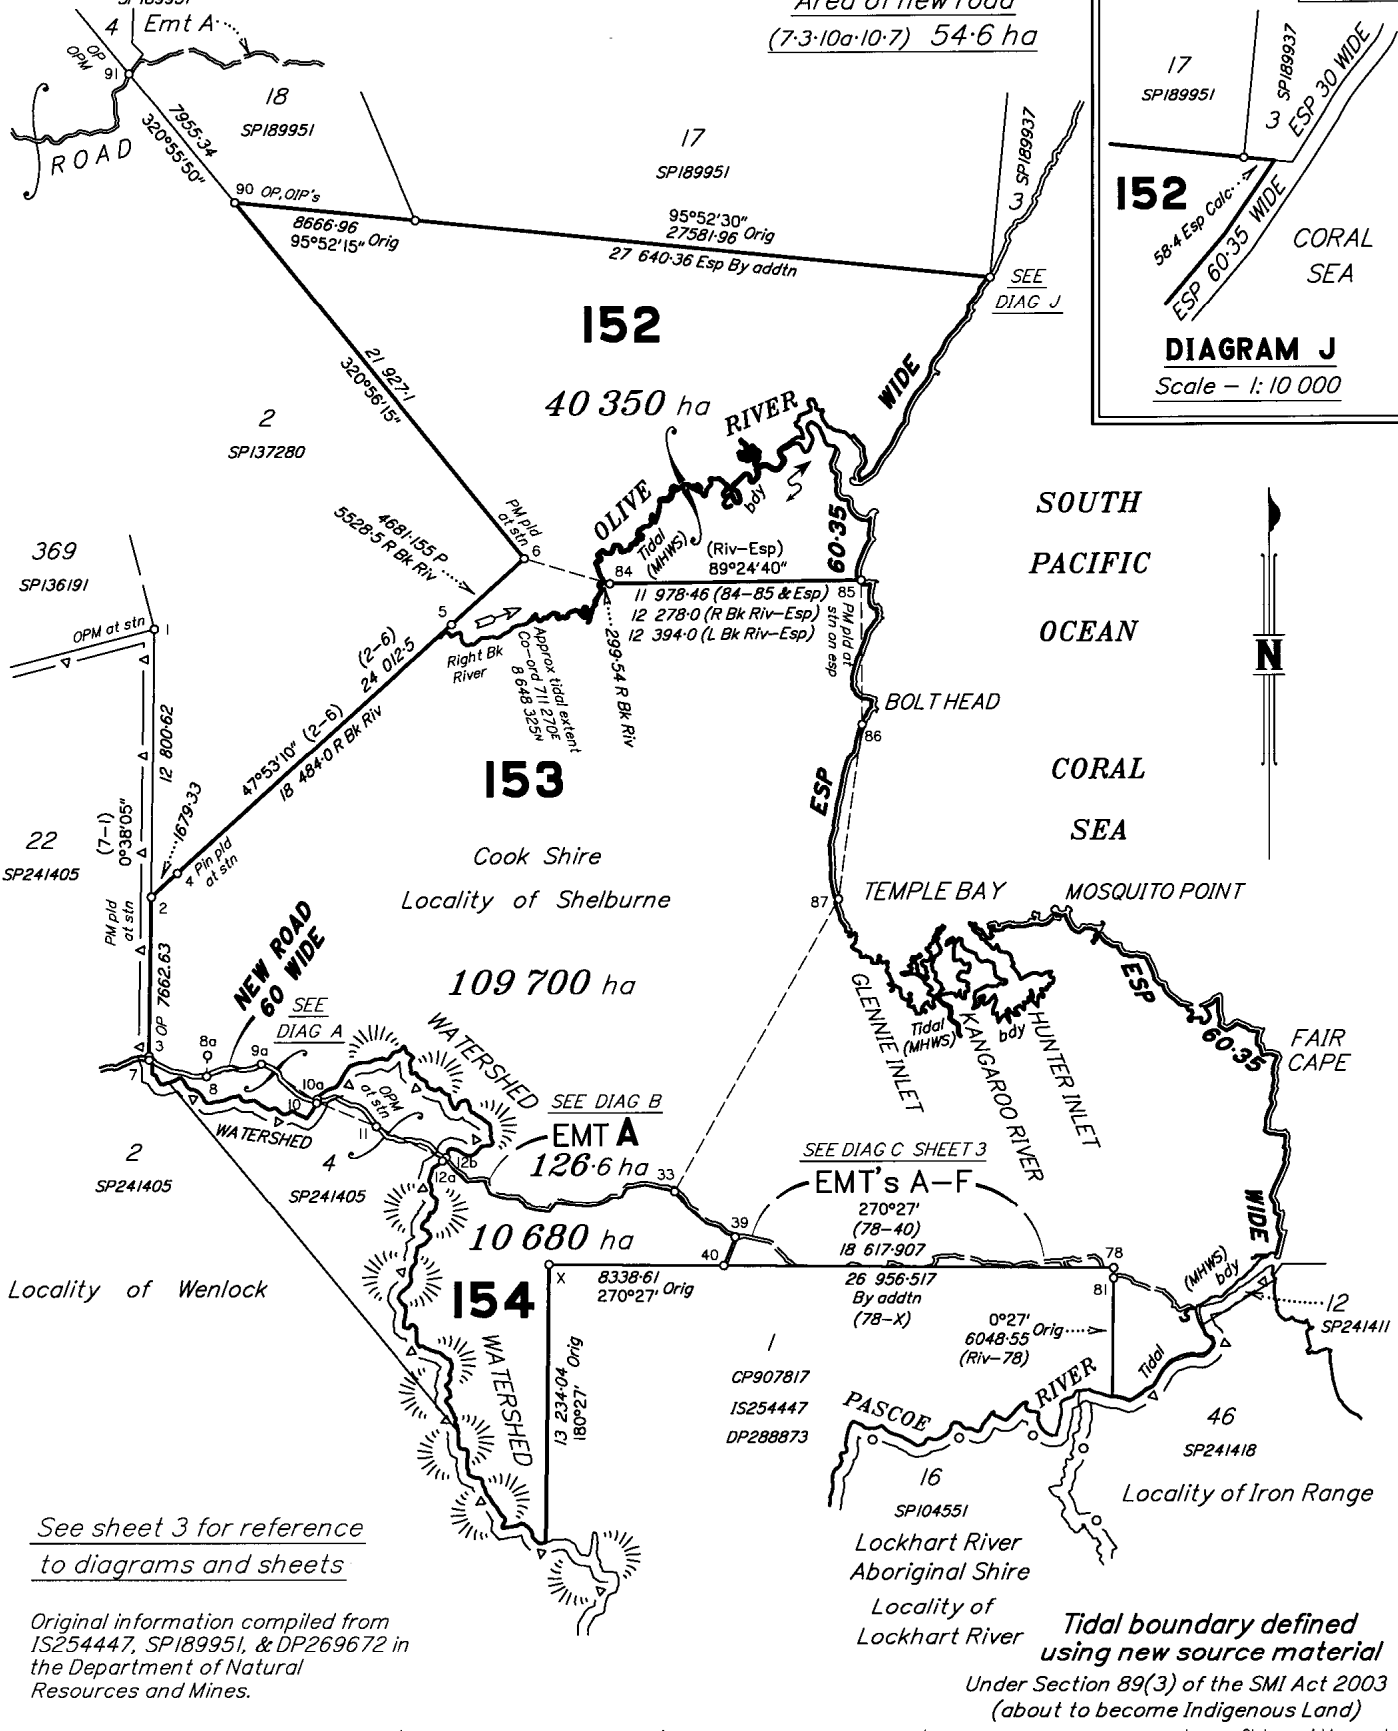 SP189951
4
Emt A
OP
OPM
91
ROAD
7955·34
320°55'50"
18
SP189951
Area of new road
(7·3·10a·10·7) 54·6 ha
17
SP189951
3
SP189937
90 OP, OIP's
8666·96
95°52'15" Orig
95°52'30"
27581·96 Orig
27 640·36 Esp By addtn
SEE
DIAG J
17
SP189951
3
SP189937
ESP 30 WIDE
152
58·4 Esp Calc
ESP 60·35 WIDE
CORAL
SEA
DIAGRAM J
Scale – 1: 10 000
152
40 350 ha
21 927·1
320°56'15"
2
SP137280
OLIVE
RIVER
WIDE
Tidal
(MHWS)
bdy
PM pld
at stn
6
4681·155 P
5528·5 R Bk Riv
5
84
(Riv–Esp)
89°24'40"
11 978·46 (84–85 & Esp)
12 278·0 (R Bk Riv–Esp)
12 394·0 (L Bk Riv–Esp)
60·35
85
PM pld at
stn on esp
299·54 R Bk Riv
Right Bk
River
Approx tidal extent
Co-ord 711 270E
8 648 325N
SOUTH
PACIFIC
OCEAN
CORAL
SEA
N
369
SP136191
OPM at stn
1
12 800·62
(7–1)
0°38'05"
22
SP241405
(2–6)
24 012·5
47°53'10" (2–6)
18 484·0 R Bk Riv
1679·33
4 Pin pld
at stn
2
PM pld
at stn
OP 7662.63
3
7
BOLT HEAD
86
ESP
87
TEMPLE BAY
MOSQUITO POINT
153
Cook Shire
Locality of Shelburne
109 700 ha
NEW ROAD
60 WIDE
SEE
DIAG A
8a
8
9a
10a
10
OPM
at stn
11
WATERSHED
WATERSHED
12b
12a
GLENNIE INLET
Tidal
(MHWS)
KANGAROO RIVER
bdy
HUNTER INLET
ESP
60·35
FAIR
CAPE
WIDE
2
SP241405
4
SP241405
SEE DIAG B
EMT A
126·6 ha
33
39
40
SEE DIAG C SHEET 3
EMT's A–F
270°27'
(78–40)
18 617·907
26 956·517
By addtn
(78–X)
78
81
(MHWS)
bdy
12
SP241411
10 680 ha
154
X
8338·61
270°27' Orig
13 234·04
180°27' Orig
WATERSHED
Locality of Wenlock
1
CP907817
IS254447
DP288873
0°27'
6048·55 Orig
(Riv–78)
PASCOE
RIVER
Tidal
46
SP241418
Locality of Iron Range
16
SP104551
Lockhart River
Aboriginal Shire
Locality of
Lockhart River
See sheet 3 for reference
to diagrams and sheets
Original information compiled from
IS254447, SP189951, & DP269672 in
the Department of Natural
Resources and Mines.
Tidal boundary defined
using new source material
Under Section 89(3) of the SMI Act 2003
(about to become Indigenous Land)